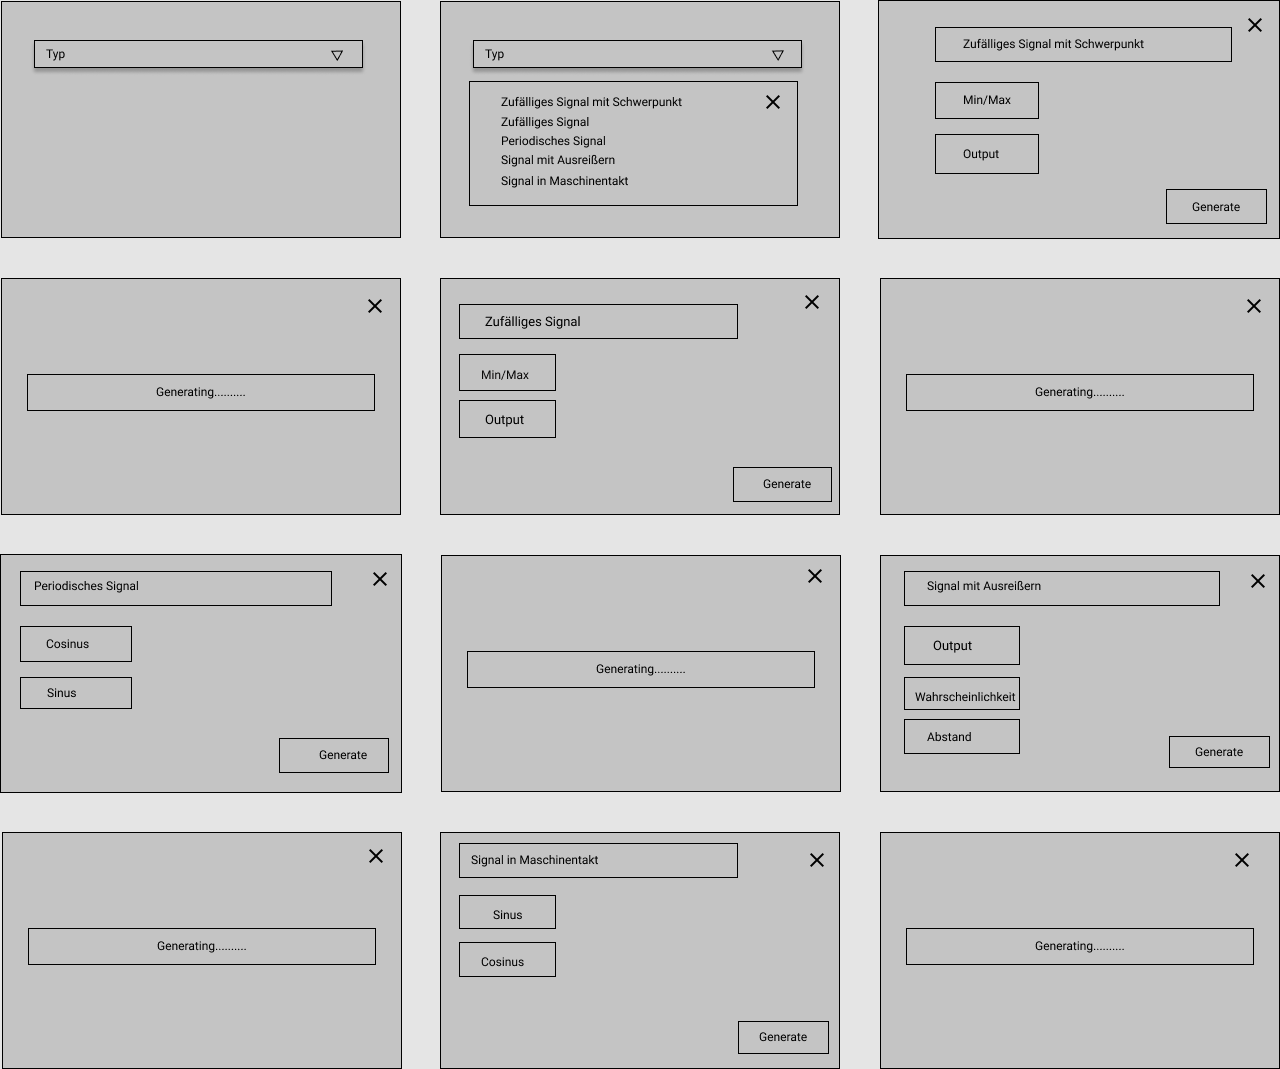 Typ
Typ
Zufälliges Signal mit Schwerpunkt
Zufälliges Signal
Periodisches Signal
Signal mit Ausreißern
Signal in Maschinentakt
Zufälliges Signal mit Schwerpunkt
Min/Max
Output
Generate
Generating..........
Zufälliges Signal
Min/Max
Output
Generate
Generating..........
Periodisches Signal
Cosinus
Sinus
Generate
Generating..........
Signal mit Ausreißern
Output
Wahrscheinlichkeit
Abstand
Generate
Generating..........
Signal in Maschinentakt
Sinus
Cosinus
Generate
Generating..........